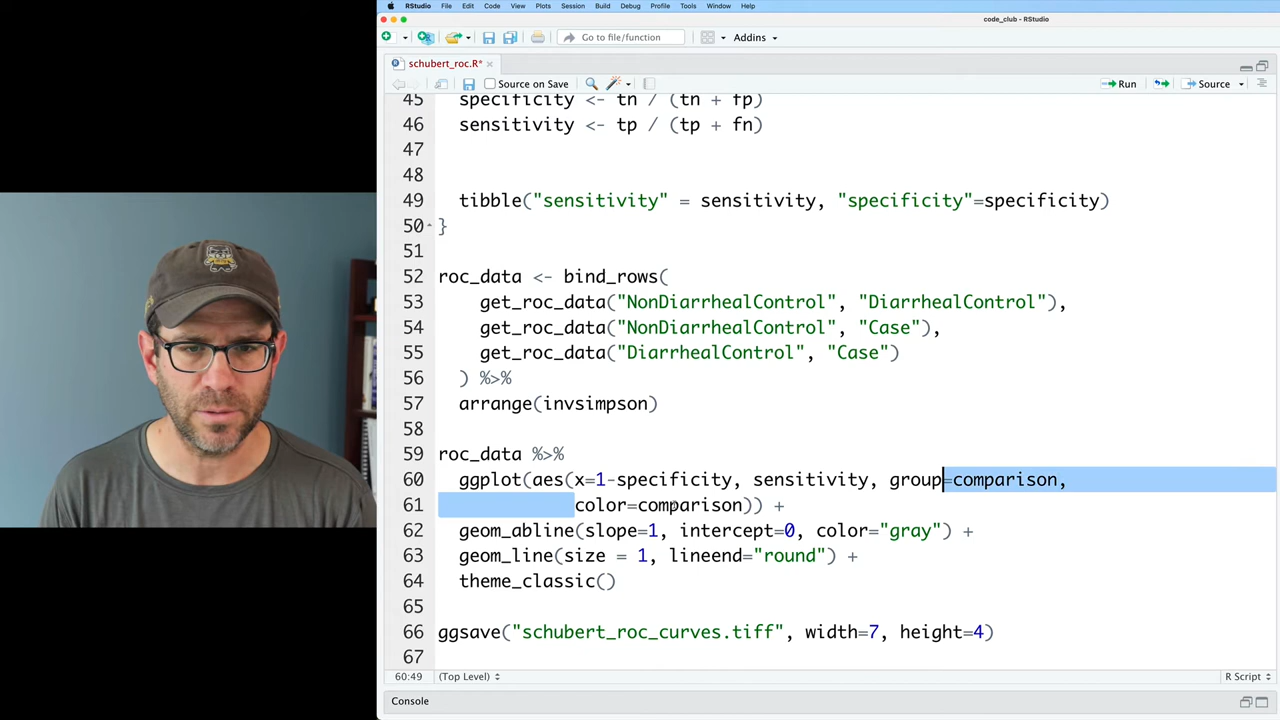 RStudio File Edit Code View Plots Session Build Debug Profile Tools Window Help
code_club - RStudio
Go to file/function Addins
schubert_roc.R*
Source on Save Run Source
45 specificity <- tn / (tn + fp)
46 sensitivity <- tp / (tp + fn)
47
48
49 tibble("sensitivity" = sensitivity, "specificity"=specificity)
50 }
51
52 roc_data <- bind_rows(
53 get_roc_data("NonDiarrhealControl", "DiarrhealControl"),
54 get_roc_data("NonDiarrhealControl", "Case"),
55 get_roc_data("DiarrhealControl", "Case")
56 ) %>%
57 arrange(invsimpson)
58
59 roc_data %>%
60 ggplot(aes(x=1-specificity, sensitivity, group=comparison,
61 color=comparison)) +
62 geom_abline(slope=1, intercept=0, color="gray") +
63 geom_line(size = 1, lineend="round") +
64 theme_classic()
65
66 ggsave("schubert_roc_curves.tiff", width=7, height=4)
67
60:49 (Top Level) R Script
Console